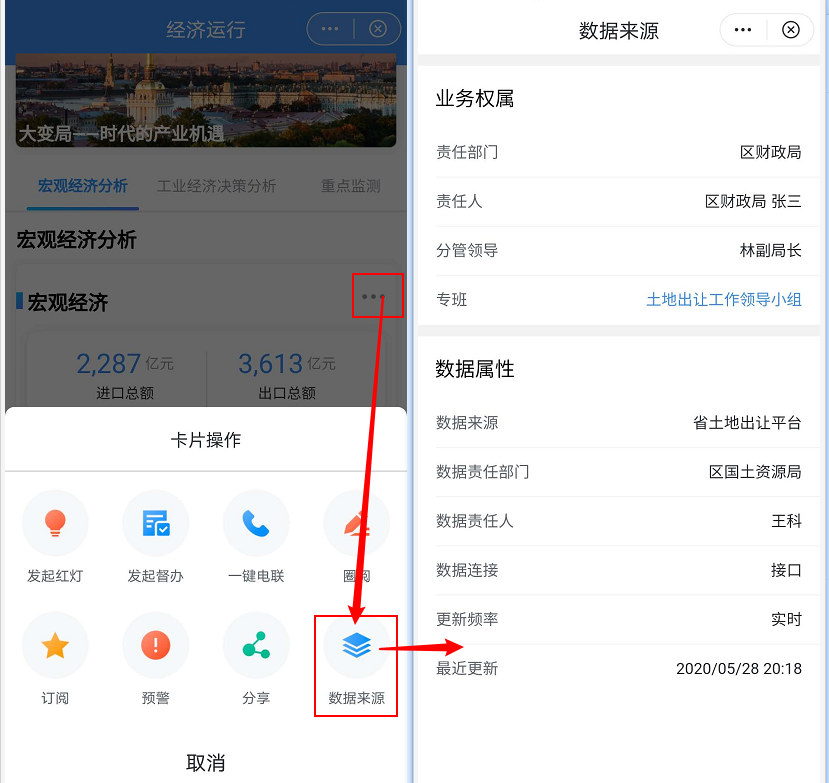 经济运行
大变局——时代的产业机遇
宏观经济分析 工业经济决策分析 重点监测
宏观经济分析
宏观经济
2,287亿元 3,613亿元
进口总额 出口总额
卡片操作
发起红灯 发起督办 一键电联 圈阅
订阅 预警 分享 数据来源
取消
数据来源
业务权属
责任部门 区财政局
责任人 区财政局 张三
分管领导 林副局长
专班 土地出让工作领导小组
数据属性
数据来源 省土地出让平台
数据责任部门 区国土资源局
数据责任人 王科
数据连接 接口
更新频率 实时
最近更新 2020/05/28 20:18